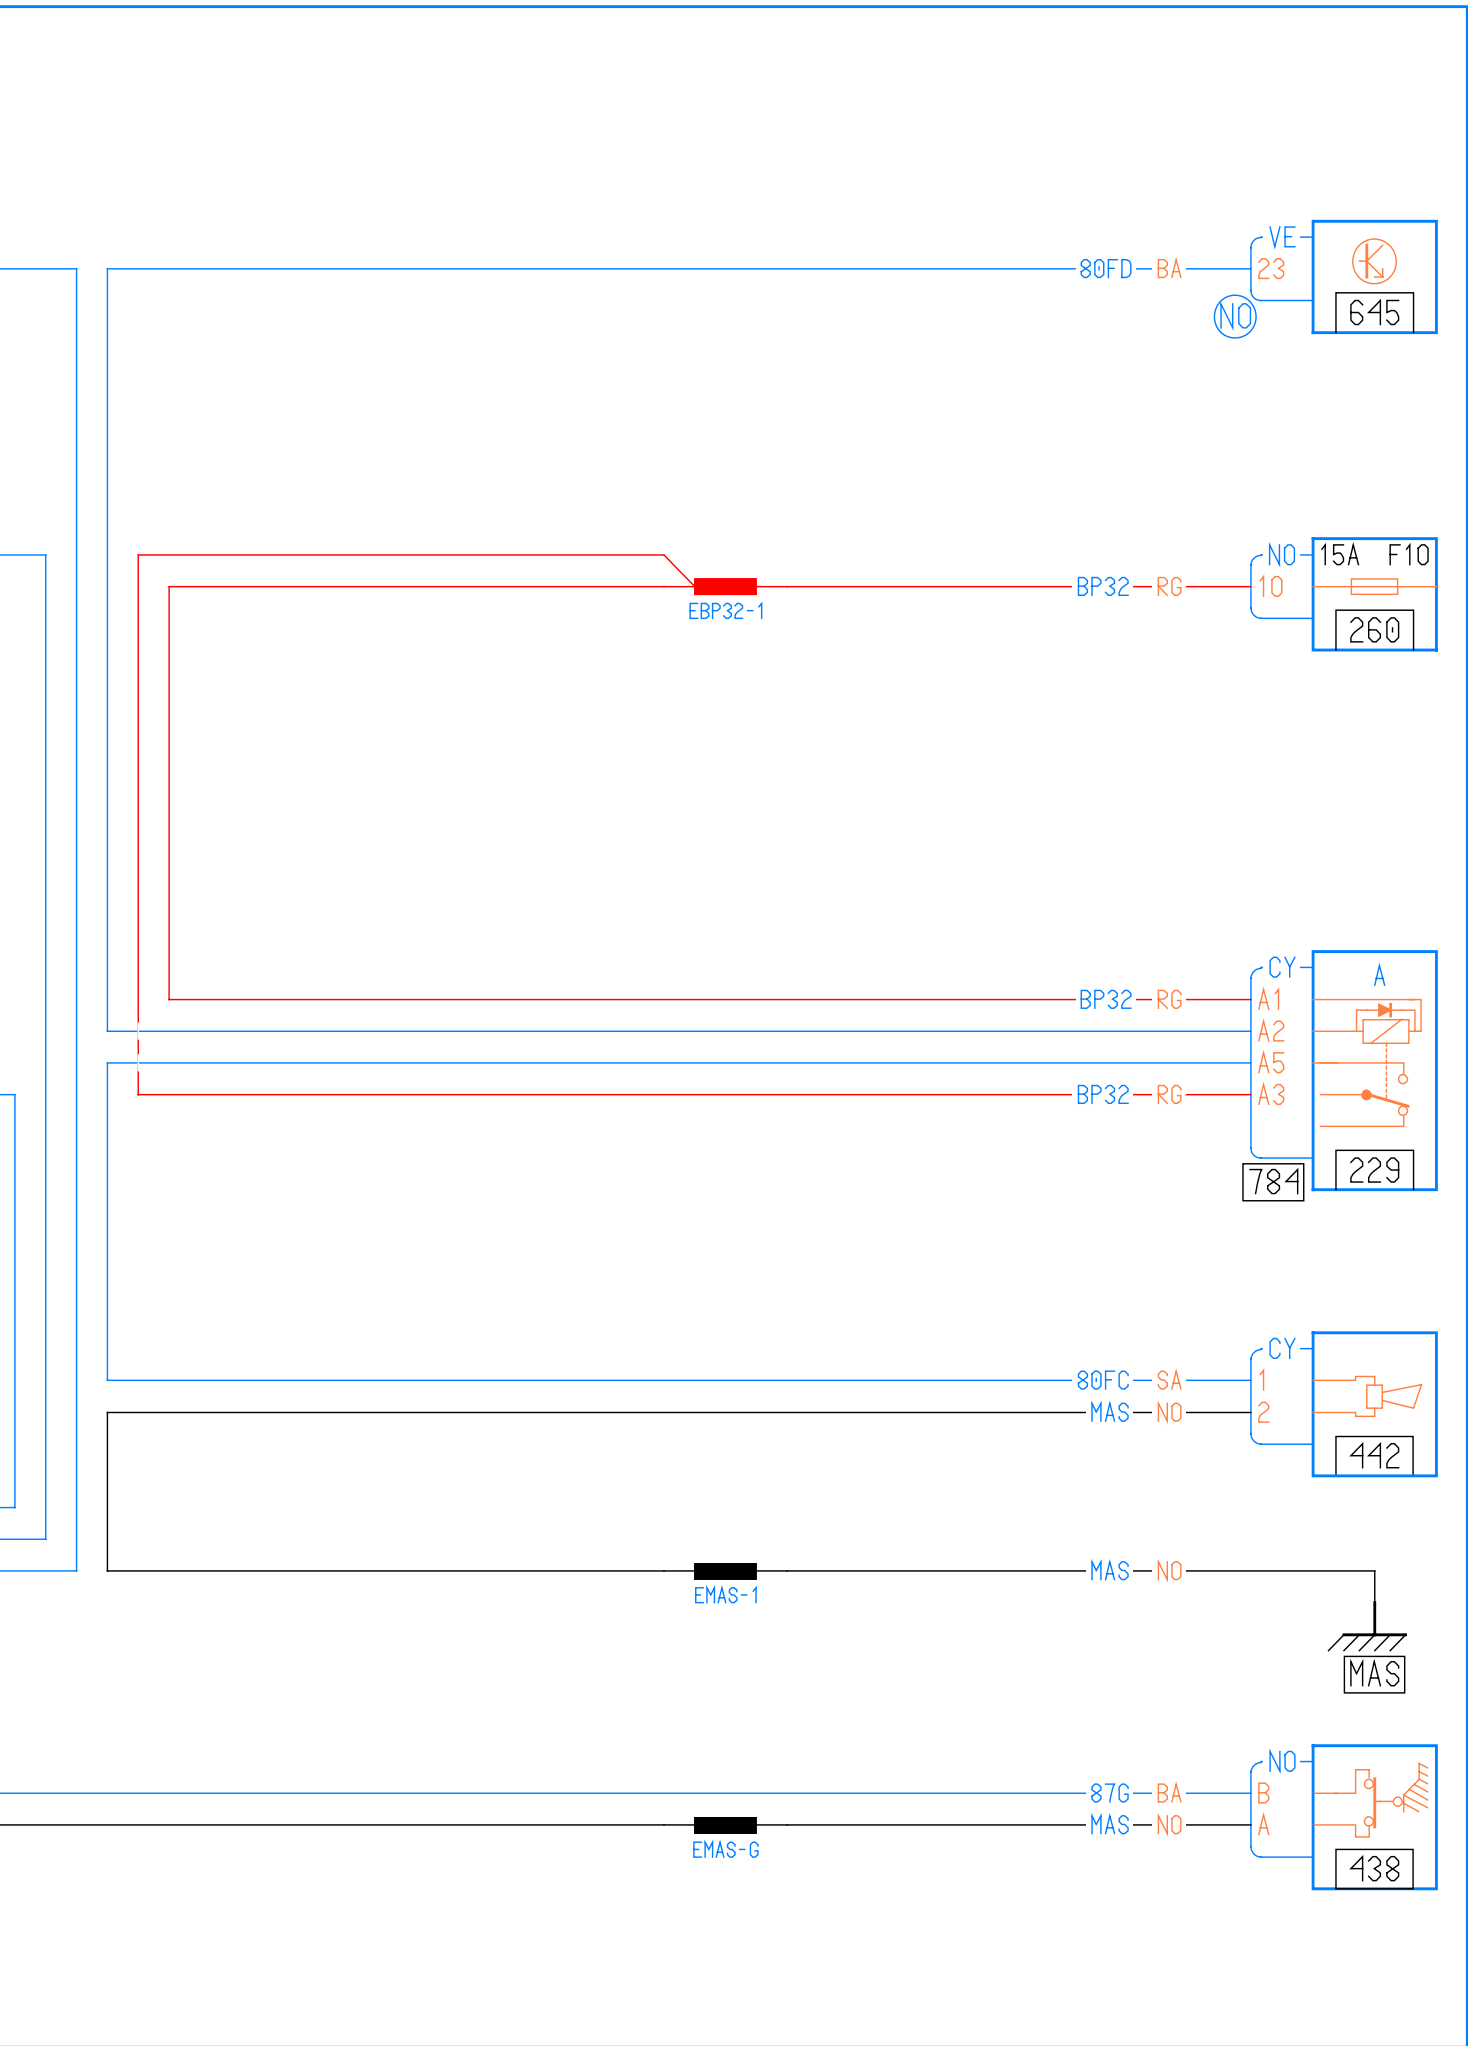 VE
80FD BA 23
NO
645
NO 15A F10
BP32 RG 10
EBP32-1
260
CY A
BP32 RG A1
A2
A5
BP32 RG A3
784 229
CY
80FC SA 1
MAS NO 2
442
MAS NO
EMAS-1
MAS
NO
87G BA B
MAS NO A
EMAS-G
438